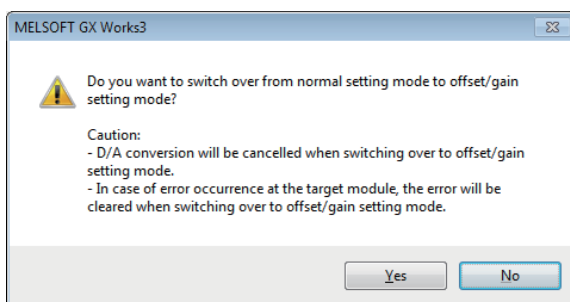 MELSOFT GX Works3
Do you want to switch over from normal setting mode to offset/gain
setting mode?
Caution:
- D/A conversion will be cancelled when switching over to offset/gain
setting mode.
- In case of error occurrence at the target module, the error will be
cleared when switching over to offset/gain setting mode.
Yes
No